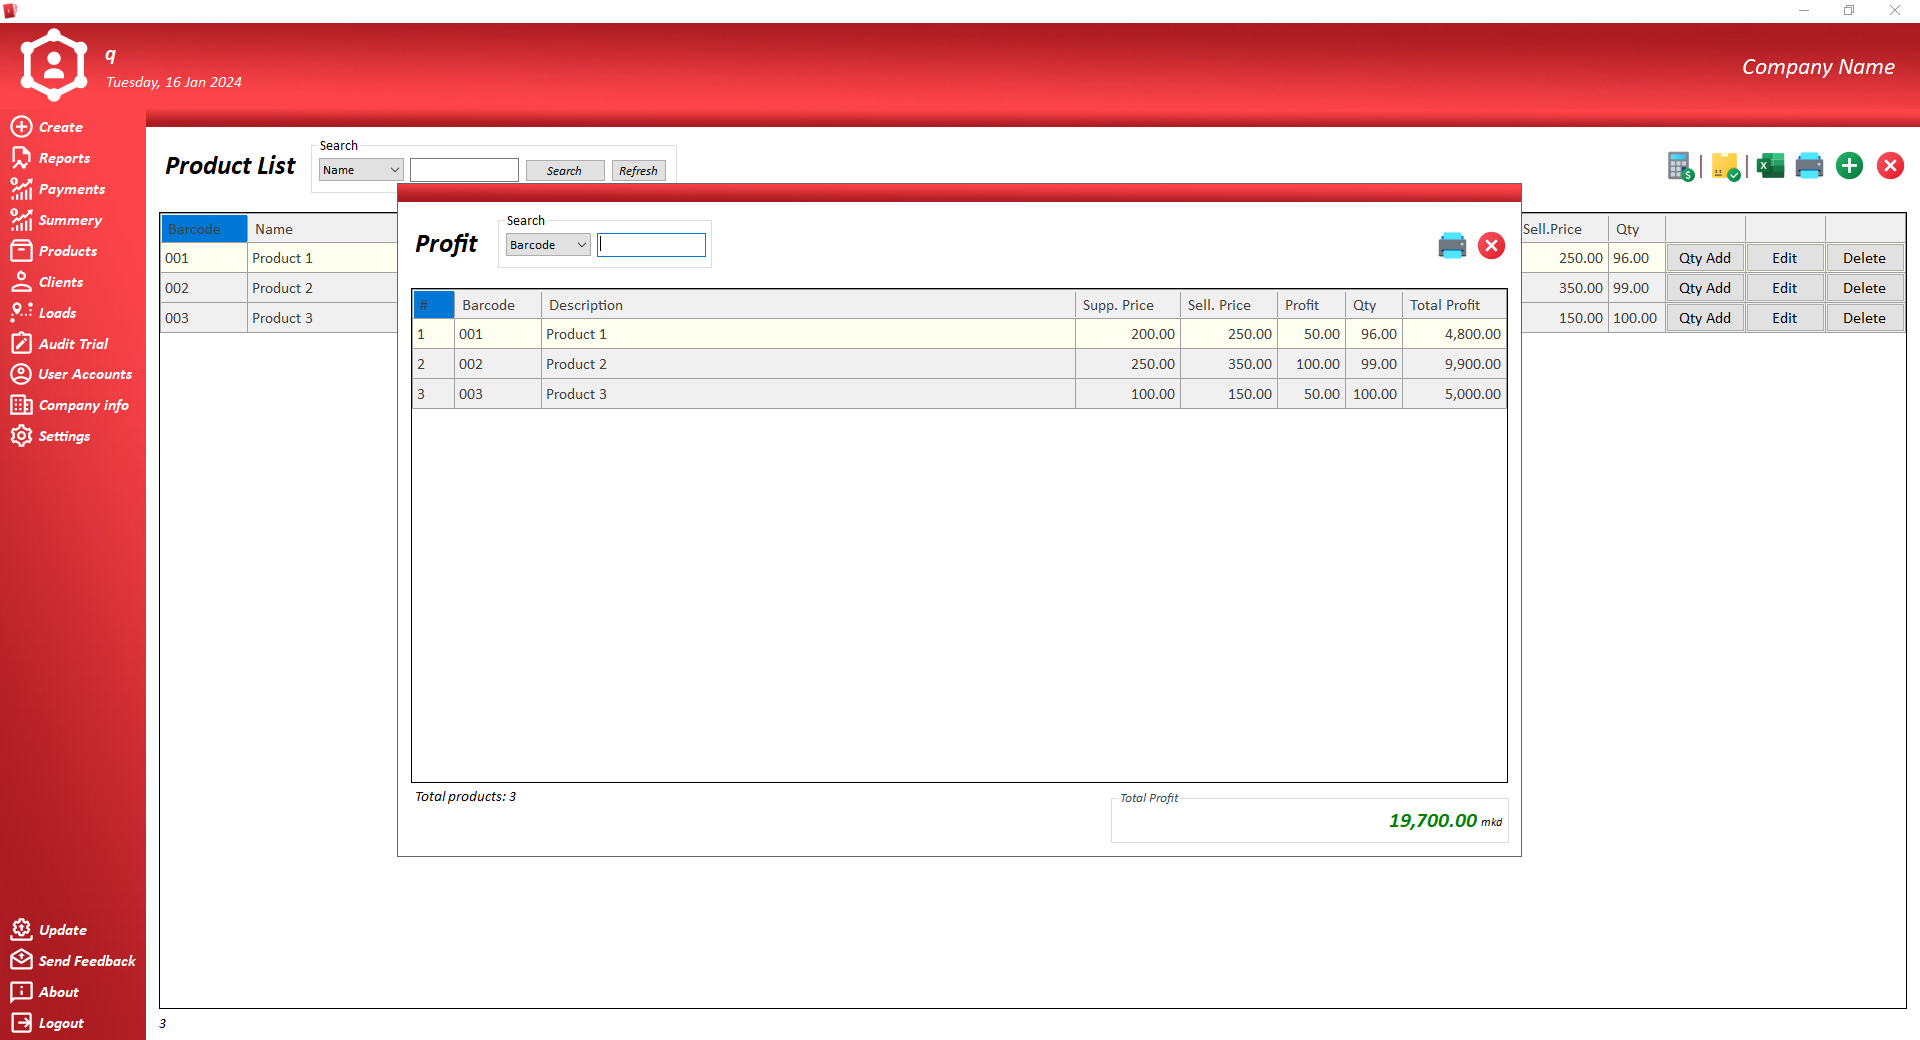 q
Tuesday, 16 Jan 2024
Company Name
Create
Reports
Payments
Summery
Products
Clients
Loads
Audit Trial
User Accounts
Company info
Settings
Update
Send Feedback
About
Logout
Product List
Search
Name Search Refresh
Barcode Name Sell.Price Qty
001 Product 1 250.00 96.00 Qty Add Edit Delete
002 Product 2 350.00 99.00 Qty Add Edit Delete
003 Product 3 150.00 100.00 Qty Add Edit Delete
3
Profit
Search
Barcode
# Barcode Description Supp. Price Sell. Price Profit Qty Total Profit
1 001 Product 1 200.00 250.00 50.00 96.00 4,800.00
2 002 Product 2 250.00 350.00 100.00 99.00 9,900.00
3 003 Product 3 100.00 150.00 50.00 100.00 5,000.00
Total products: 3
Total Profit
19,700.00 mkd